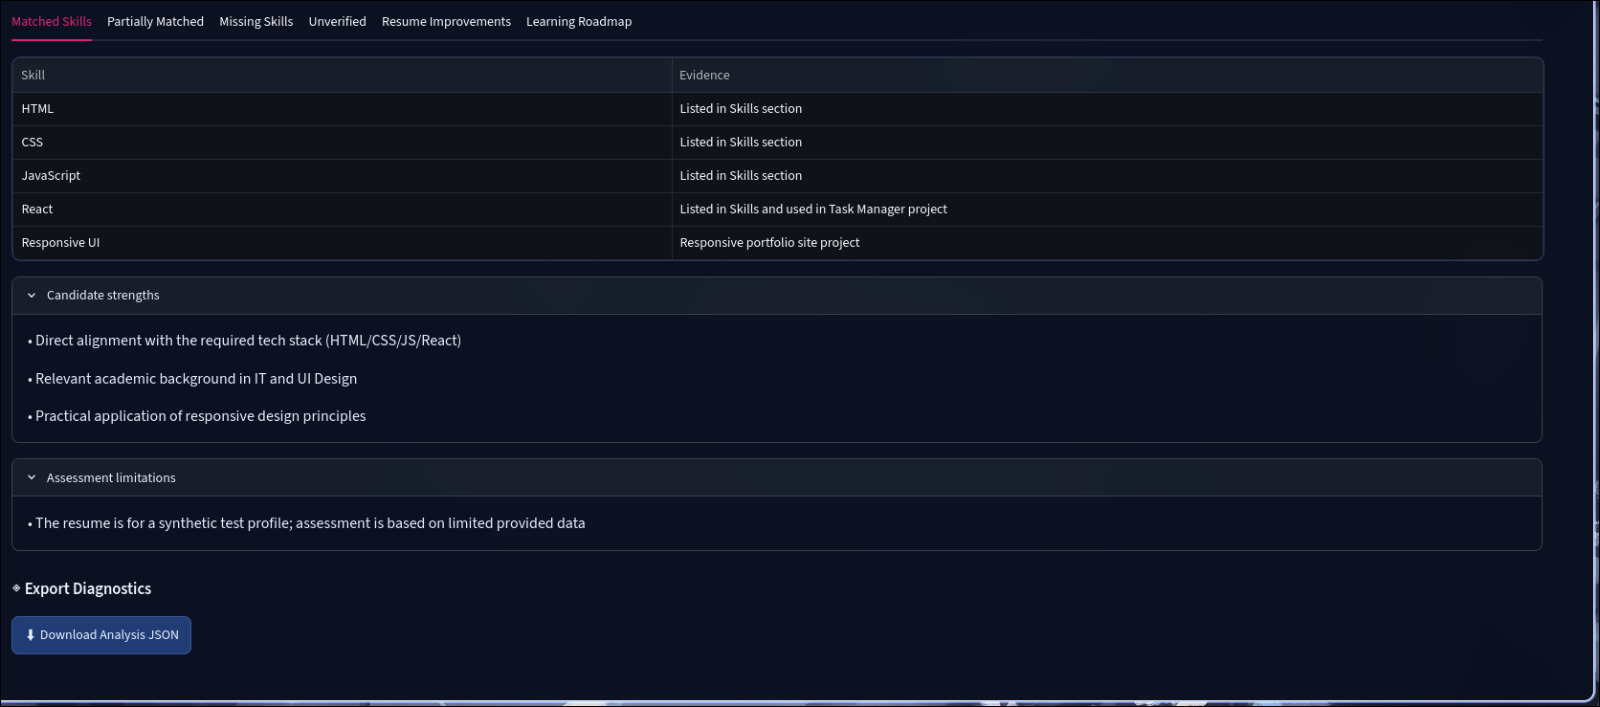 Matched Skills Partially Matched Missing Skills Unverified Resume Improvements Learning Roadmap
Skill Evidence
HTML Listed in Skills section
CSS Listed in Skills section
JavaScript Listed in Skills section
React Listed in Skills and used in Task Manager project
Responsive UI Responsive portfolio site project
Candidate strengths
• Direct alignment with the required tech stack (HTML/CSS/JS/React)
• Relevant academic background in IT and UI Design
• Practical application of responsive design principles
Assessment limitations
• The resume is for a synthetic test profile; assessment is based on limited provided data
Export Diagnostics
⬇ Download Analysis JSON